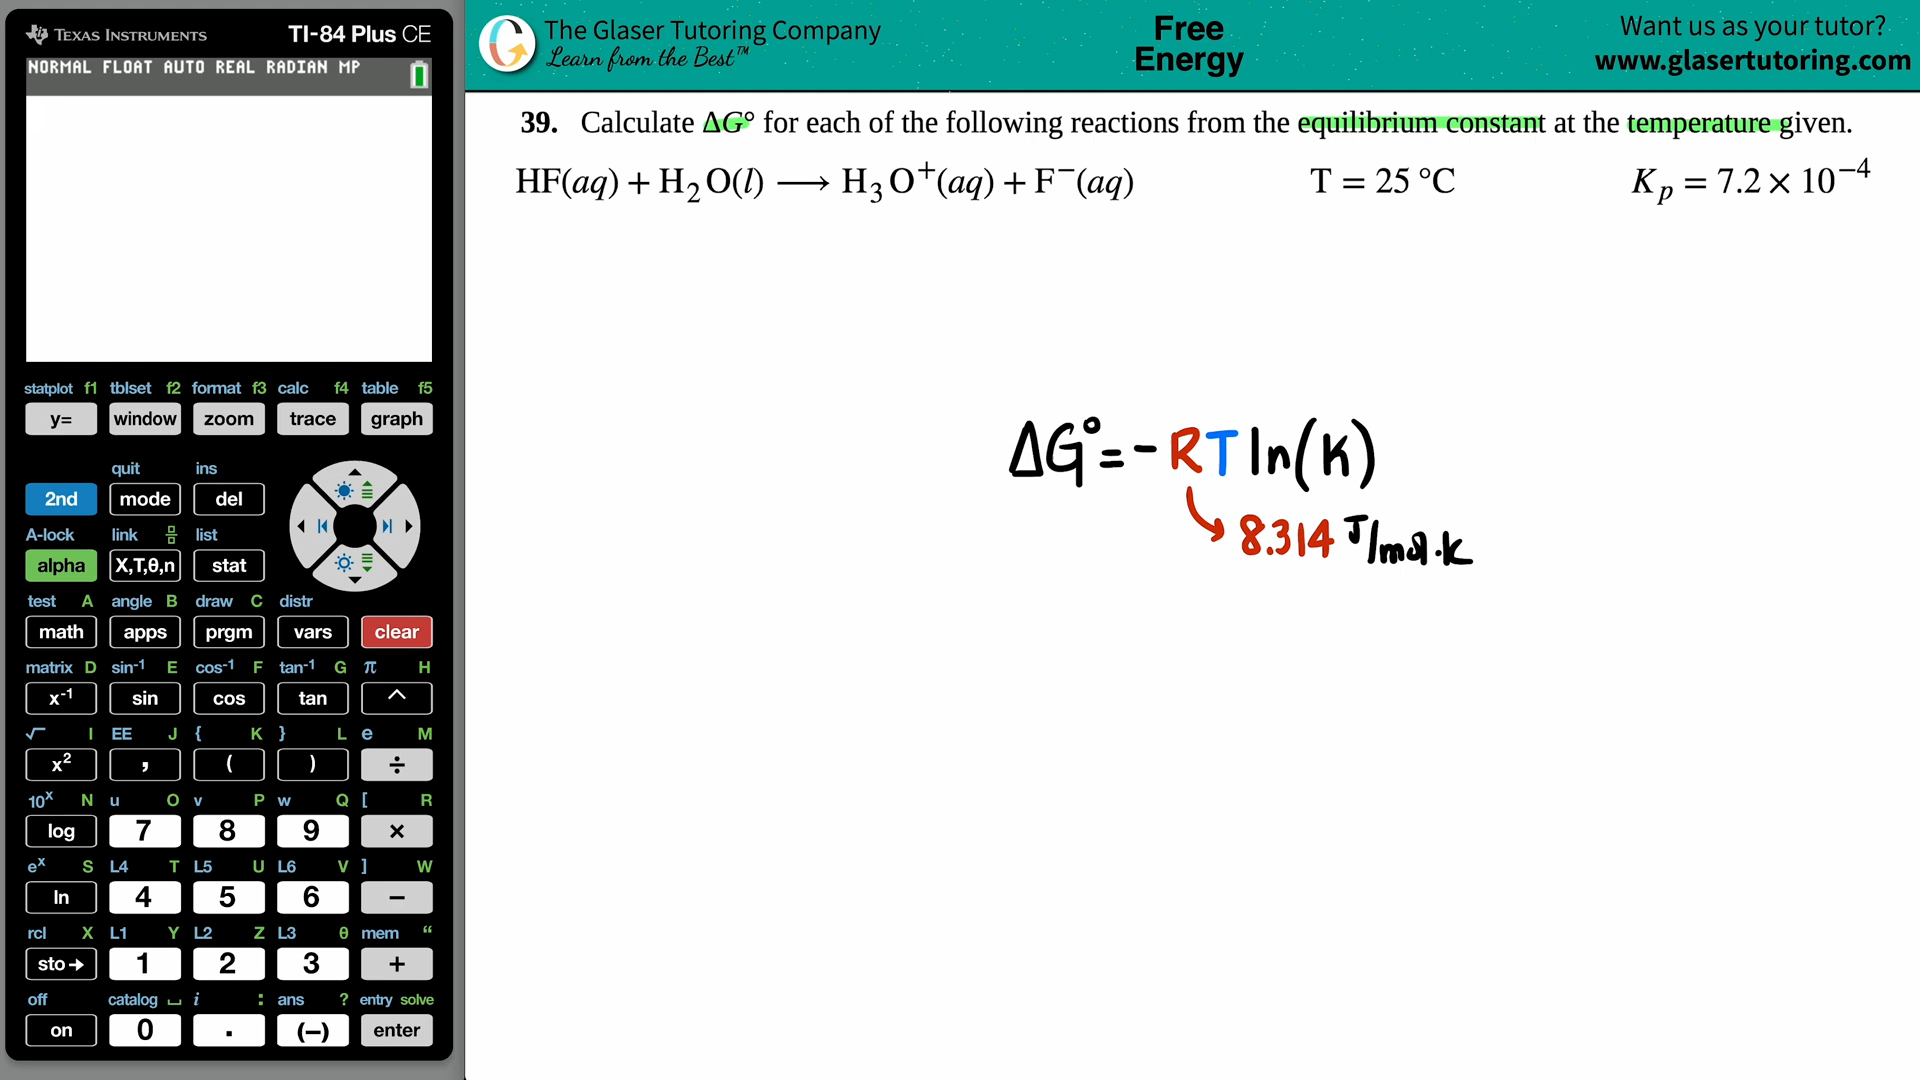 TEXAS INSTRUMENTS TI-84 Plus CE
NORMAL FLOAT AUTO REAL RADIAN MP
statplot f1 tblset f2 format f3 calc f4 table f5
y= window zoom trace graph
quit ins
2nd mode del
A-lock link list
alpha X,T,θ,n stat
test A angle B draw C distr
math apps prgm vars clear
matrix D sin⁻¹ E cos⁻¹ F tan⁻¹ G π H
x⁻¹ sin cos tan ^
√ I EE J { K } L e M
x² , ( ) ÷
10ˣ N u O v P w Q [ R
log 7 8 9 ×
eˣ S L4 T L5 U L6 V ] W
ln 4 5 6 −
rcl X L1 Y L2 Z L3 θ mem “
sto→ 1 2 3 +
off catalog ⎵ i : ans ? entry solve
on 0 . (−) enter
The Glaser Tutoring Company
Learn from the Best™
Free
Energy
Want us as your tutor?
www.glasertutoring.com
39. Calculate ΔG° for each of the following reactions from the equilibrium constant at the temperature given.
HF(aq) + H₂O(l) ⟶ H₃O⁺(aq) + F⁻(aq) T = 25 °C Kₚ = 7.2 × 10⁻⁴
ΔG° = -RT ln(K)
8.314 J/mol·K